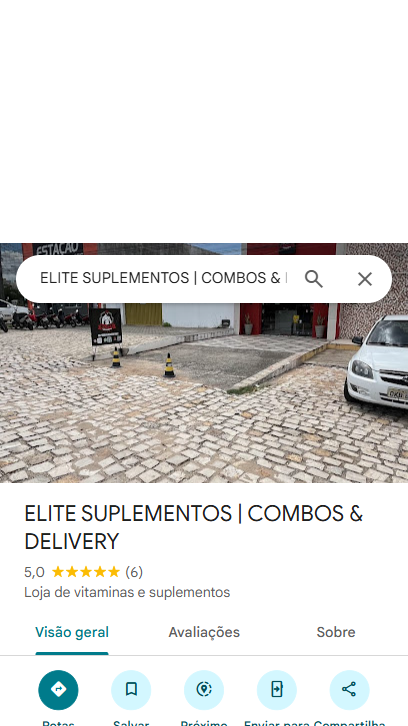 ESTAÇÃO
ELITE SUPLEMENTOS | COMBOS &
ELITE SUPLEMENTOS | COMBOS &
DELIVERY
5,0 (6)
Loja de vitaminas e suplementos
Visão geral Avaliações Sobre
Rotas Salvar Próximo Enviar para Compartilha